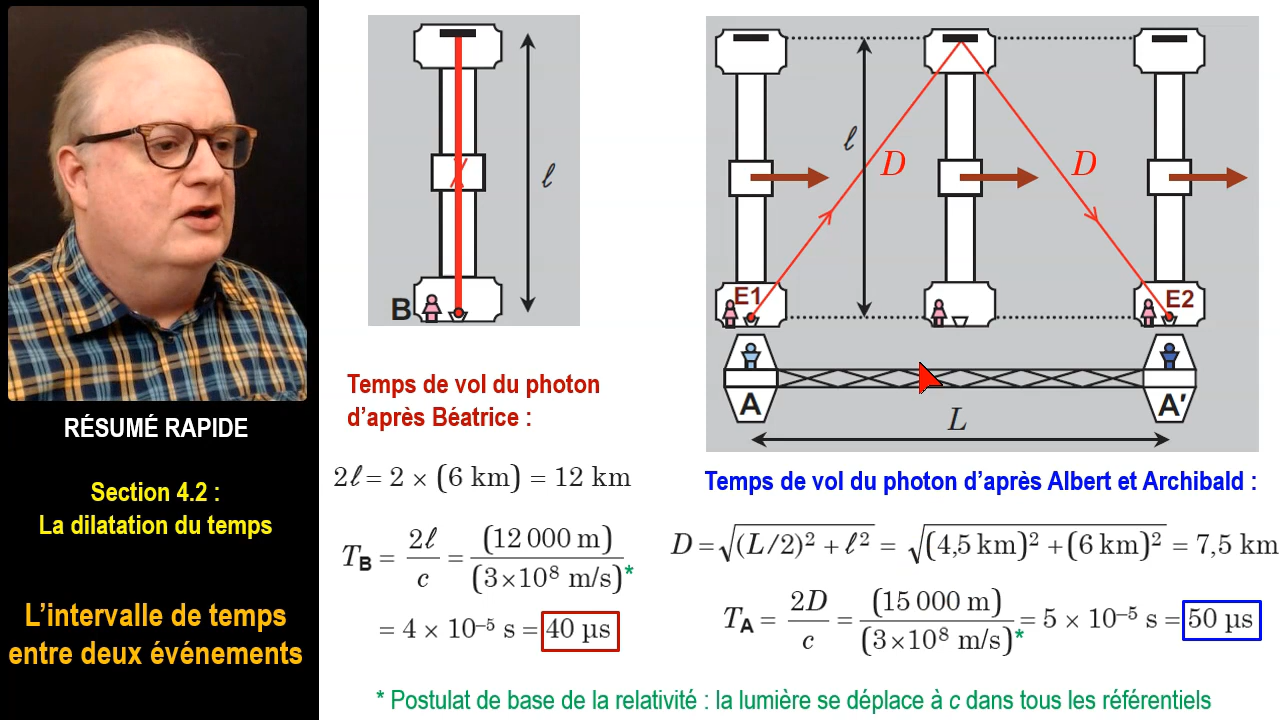 RÉSUMÉ RAPIDE
Section 4.2 :
La dilatation du temps
L’intervalle de temps
entre deux événements
B
ℓ
Temps de vol du photon
d’après Béatrice :
2ℓ = 2 × (6 km) = 12 km
T_B = 2ℓ / c = (12 000 m) / (3×10⁸ m/s)*
= 4 × 10⁻⁵ s = 40 µs
ℓ
D
D
E1
E2
A
A′
L
Temps de vol du photon d’après Albert et Archibald :
D = √((L/2)² + ℓ²) = √((4,5 km)² + (6 km)²) = 7,5 km
T_A = 2D / c = (15 000 m) / (3×10⁸ m/s)* = 5 × 10⁻⁵ s = 50 µs
* Postulat de base de la relativité : la lumière se déplace à c dans tous les référentiels